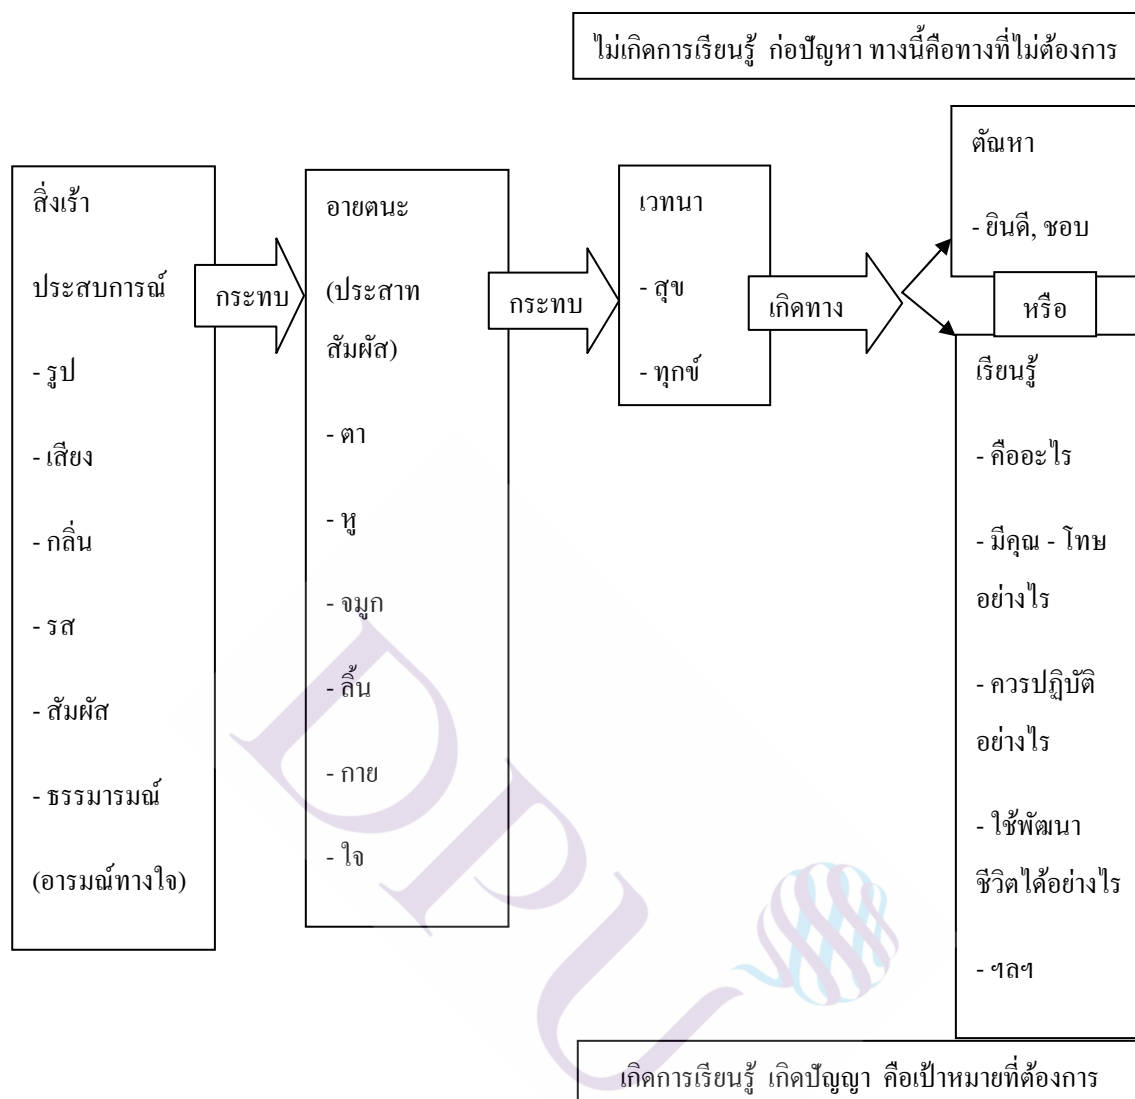 ไม่เกิดการเรียนรู้ ก่อปัญหา ทางนี้คือทางที่ไม่ต้องการ
สิ่งเร้า
ประสบการณ์
- รูป
- เสียง
- กลิ่น
- รส
- สัมผัส
- ธรรมารมณ์
(อารมณ์ทางใจ)
กระทบ
อายตนะ
(ประสาท
สัมผัส)
- ตา
- หู
- จมูก
- ลิ้น
- กาย
- ใจ
กระทบ
เวทนา
- สุข
- ทุกข์
เกิดทาง
ตัณหา
- ยินดี, ชอบ
หรือ
เรียนรู้
- คืออะไร
- มีคุณ - โทษ
อย่างไร
- ควรปฏิบัติ
อย่างไร
- ใช้พัฒนา
ชีวิตได้อย่างไร
- ฯลฯ
เกิดการเรียนรู้ เกิดปัญญา คือเป้าหมายที่ต้องการ
DPU